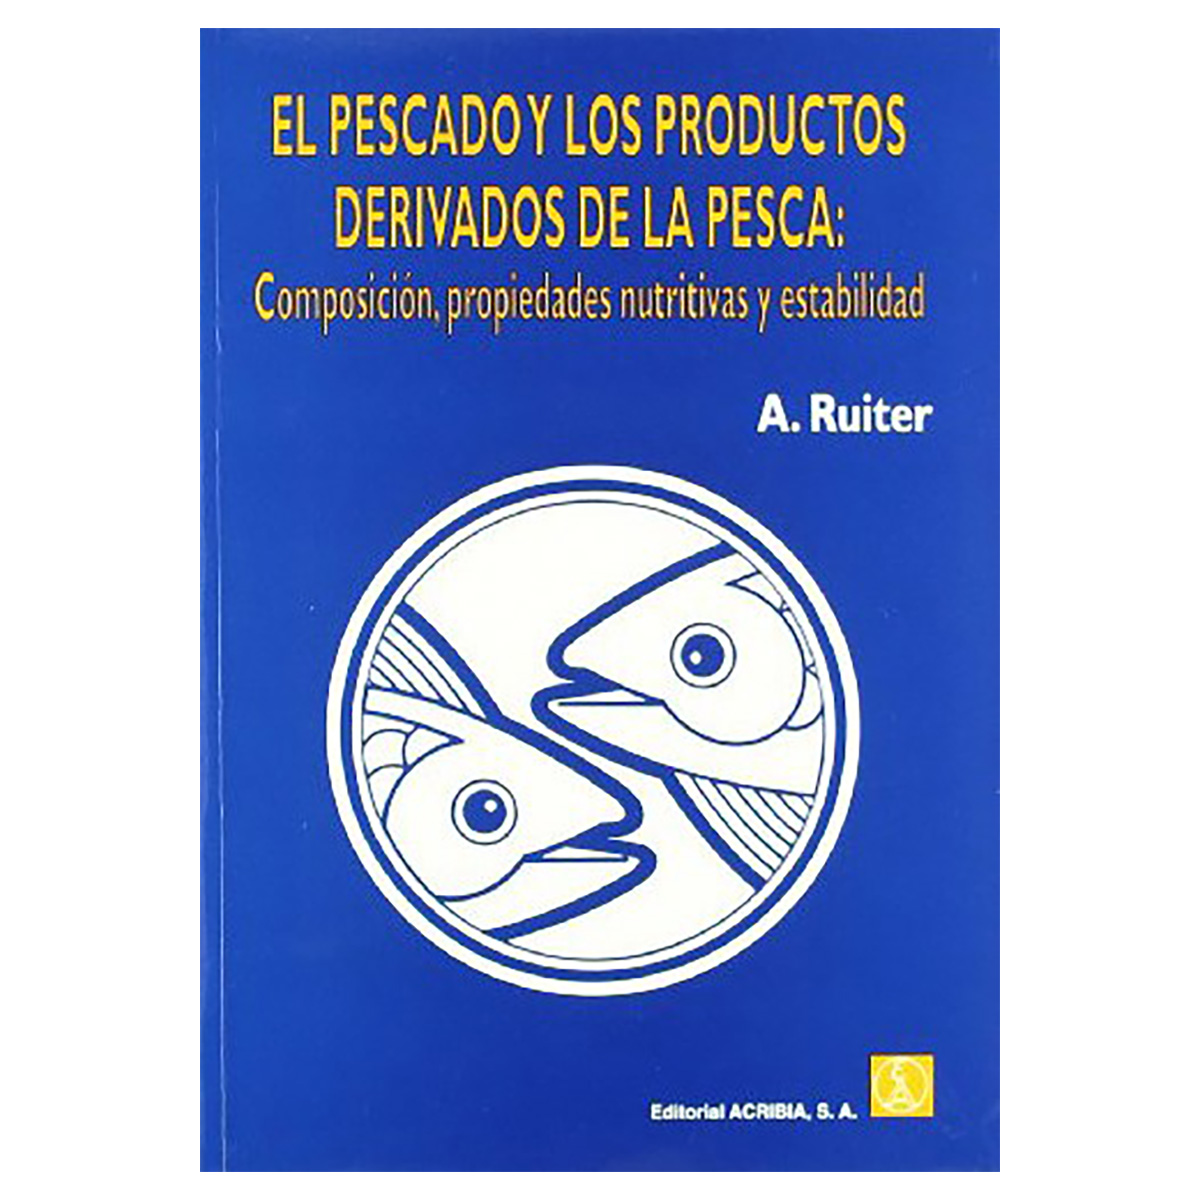 EL PESCADO Y LOS PRODUCTOS
DERIVADOS DE LA PESCA:
Composición, propiedades nutritivas y estabilidad
A. Ruiter
Editorial ACRIBIA, S. A.